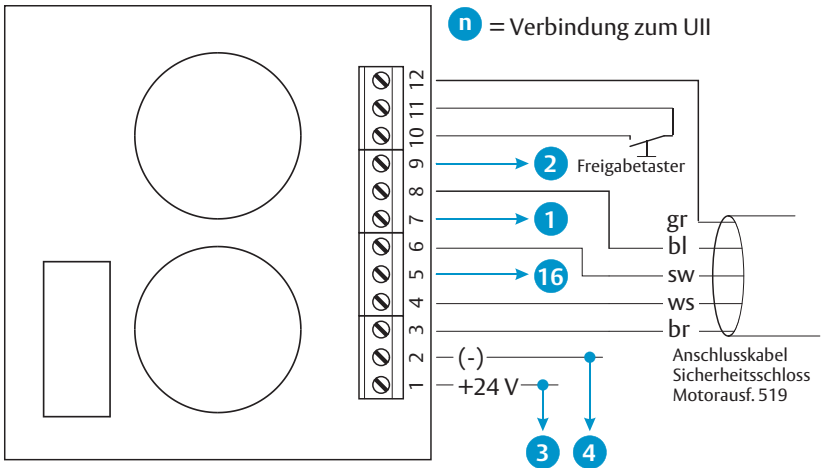 n = Verbindung zum UII
12
11
10
9 2 Freigabetaster
8
7 1
gr
6 bl
5 16 sw
4 ws
3 br
2 (-)
1 +24 V
Anschlusskabel
Sicherheitsschloss
Motorausf. 519
3 4